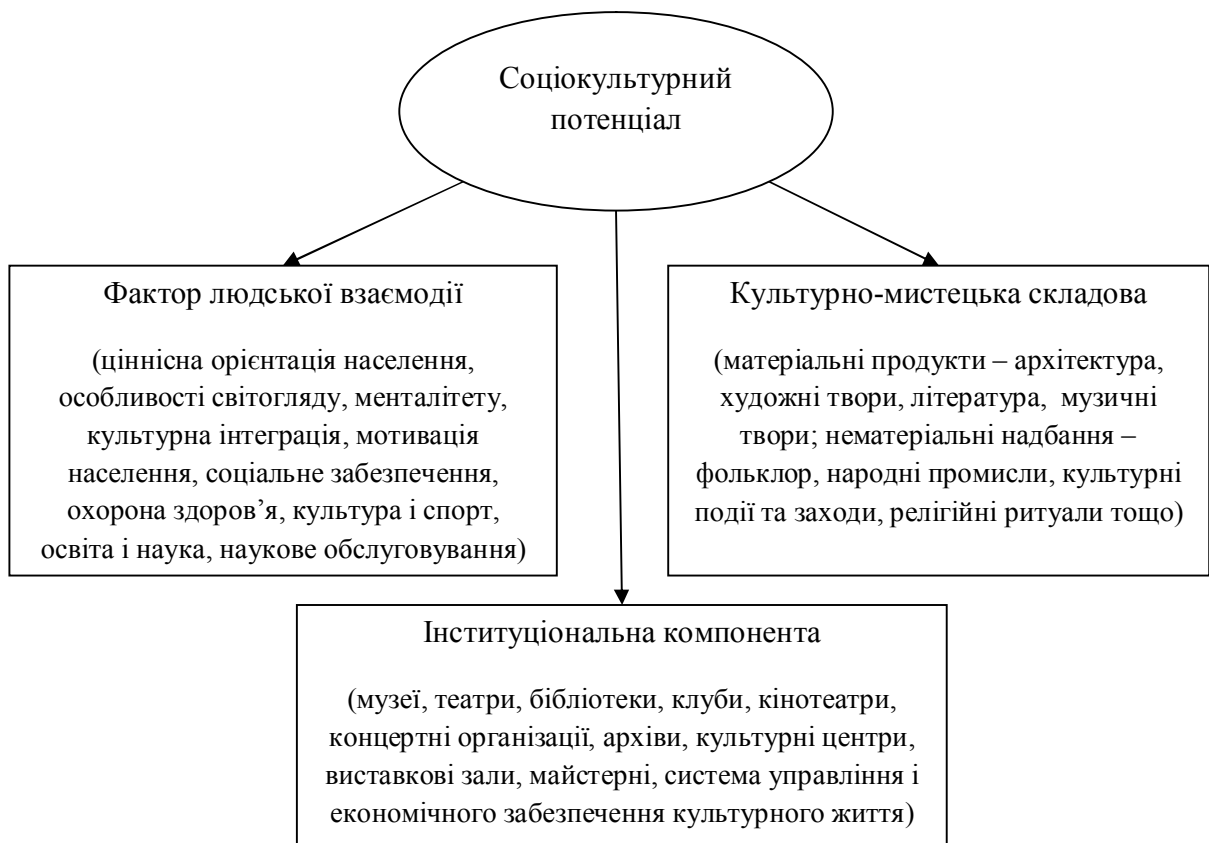 Соціокультурний
потенціал
Фактор людської взаємодії
(ціннісна орієнтація населення,
особливості світогляду, менталітету,
культурна інтеграція, мотивація
населення, соціальне забезпечення,
охорона здоров’я, культура і спорт,
освіта і наука, наукове обслуговування)
Культурно-мистецька складова
(матеріальні продукти – архітектура,
художні твори, література, музичні
твори; нематеріальні надбання –
фольклор, народні промисли, культурні
події та заходи, релігійні ритуали тощо)
Інституціональна компонента
(музеї, театри, бібліотеки, клуби, кінотеатри,
концертні організації, архіви, культурні центри,
виставкові зали, майстерні, система управління і
економічного забезпечення культурного життя)